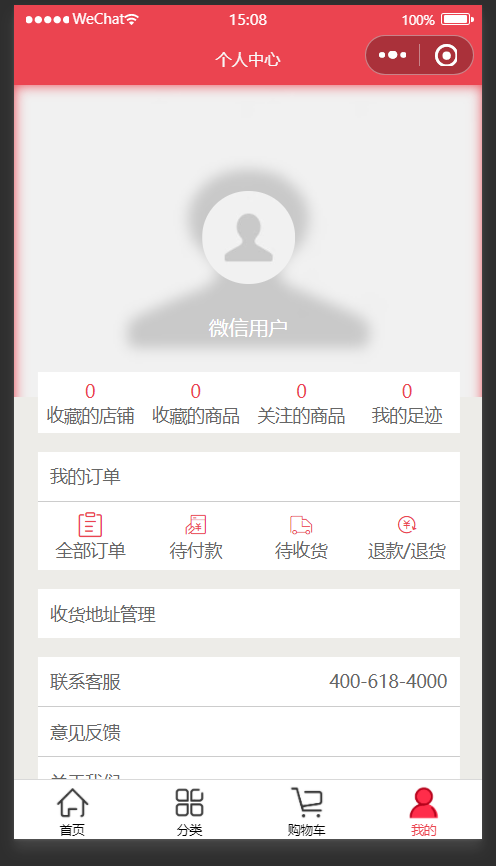 WeChat 15:08 100%
个人中心
微信用户
0 0 0 0
收藏的店铺 收藏的商品 关注的商品 我的足迹
我的订单
全部订单 待付款 待收货 退款/退货
收货地址管理
联系客服 400-618-4000
意见反馈
关于我们
首页 分类 购物车 我的